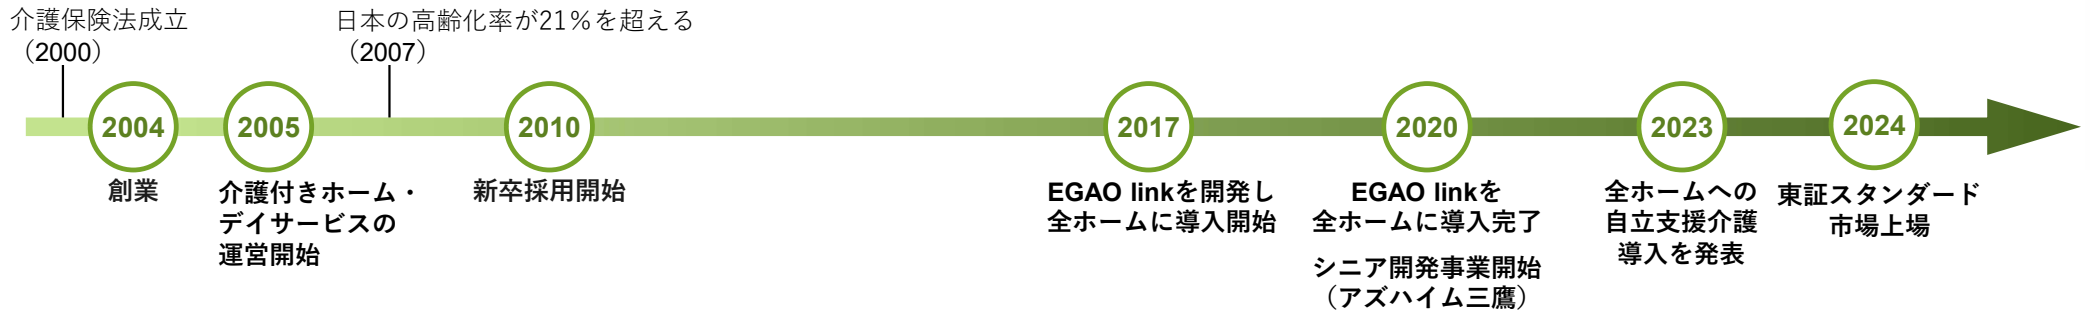 介護保険法成立
（2000）
日本の高齢化率が21％を超える
（2007）
2004
創業
2005
介護付きホーム・
デイサービスの
運営開始
2010
新卒採用開始
2017
EGAO linkを開発し
全ホームに導入開始
2020
EGAO linkを
全ホームに導入完了
シニア開発事業開始
（アズハイム三鷹）
2023
全ホームへの
自立支援介護
導入を発表
2024
東証スタンダード
市場上場